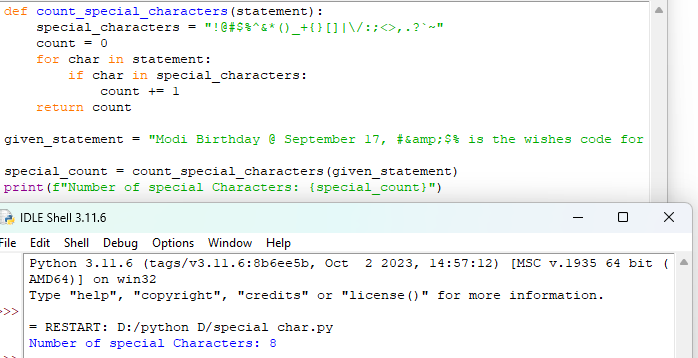 def count_special_characters(statement):
    special_characters = "!@#$%^&*()_+{}[]|\/:;<>,.?`~"
    count = 0
    for char in statement:
        if char in special_characters:
            count += 1
    return count
given_statement = "Modi Birthday @ September 17, #&amp;$% is the wishes code for
special_count = count_special_characters(given_statement)
print(f"Number of special Characters: {special_count}")
IDLE Shell 3.11.6
File Edit Shell Debug Options Window Help
Python 3.11.6 (tags/v3.11.6:8b6ee5b, Oct  2 2023, 14:57:12) [MSC v.1935 64 bit (
AMD64)] on win32
Type "help", "copyright", "credits" or "license()" for more information.
>>>
= RESTART: D:/python D/special char.py
Number of special Characters: 8
>>>